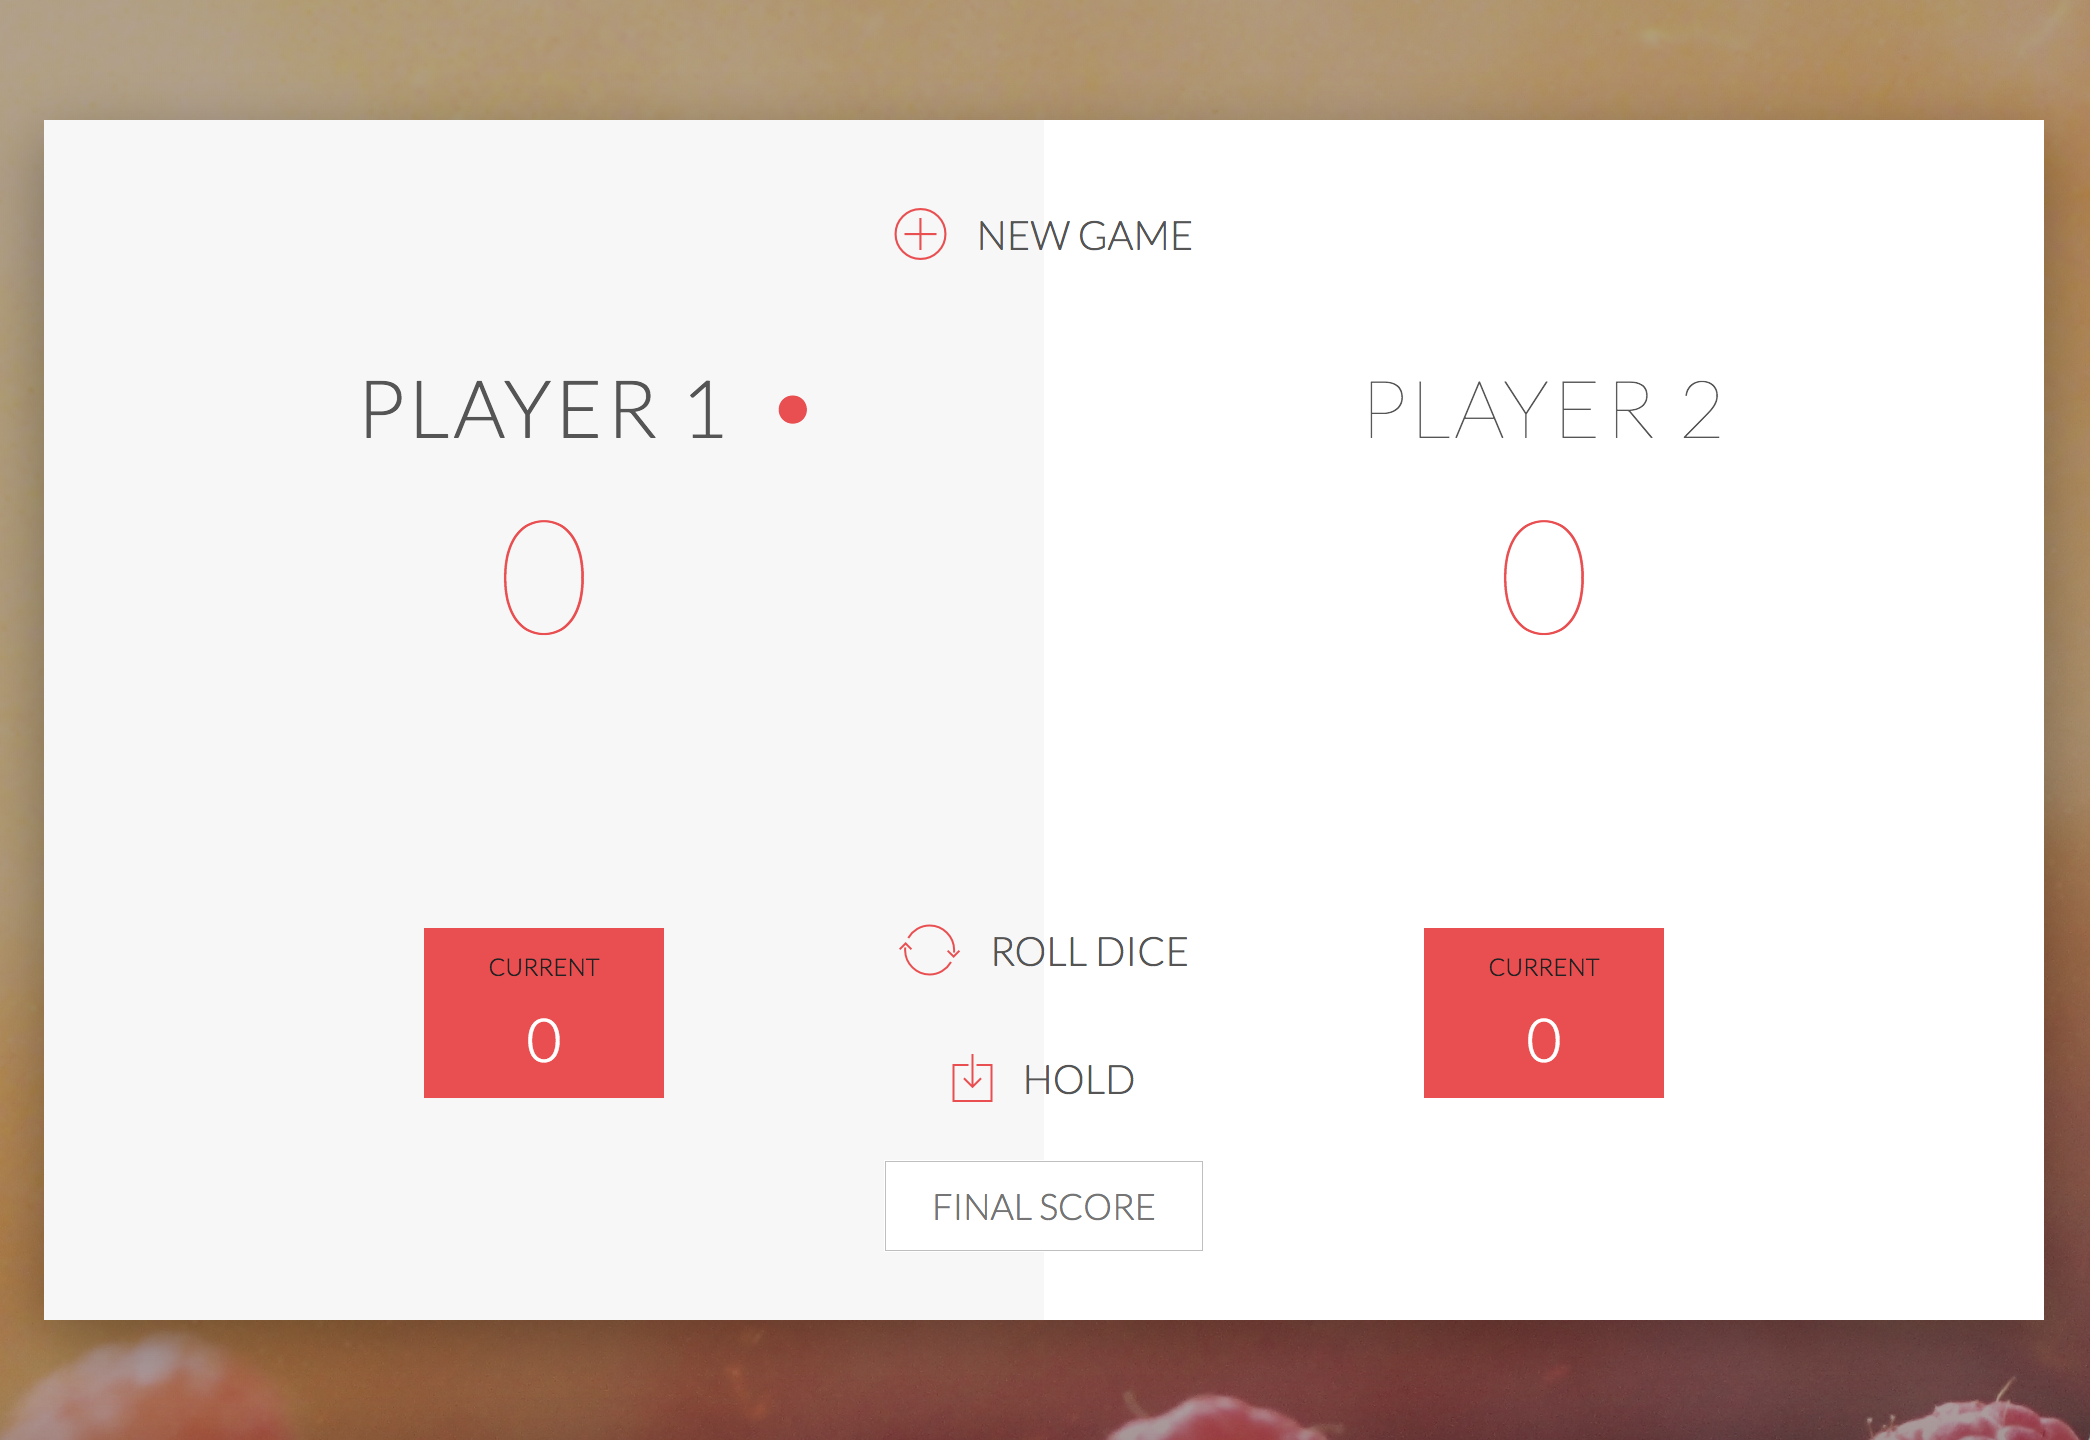 NEW GAME
PLAYER 1
0
PLAYER 2
0
CURRENT
0
ROLL DICE
HOLD
CURRENT
0
FINAL SCORE